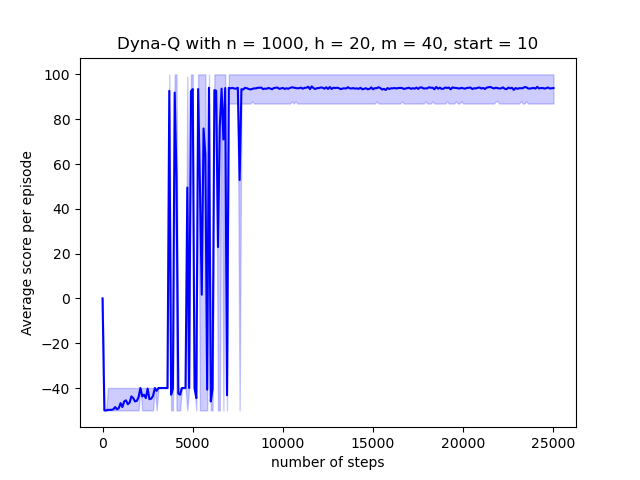 Dyna-Q with n = 1000, h = 20, m = 40, start = 10
Average score per episode
100
80
60
40
20
0
−20
−40
0 5000 10000 15000 20000 25000
number of steps